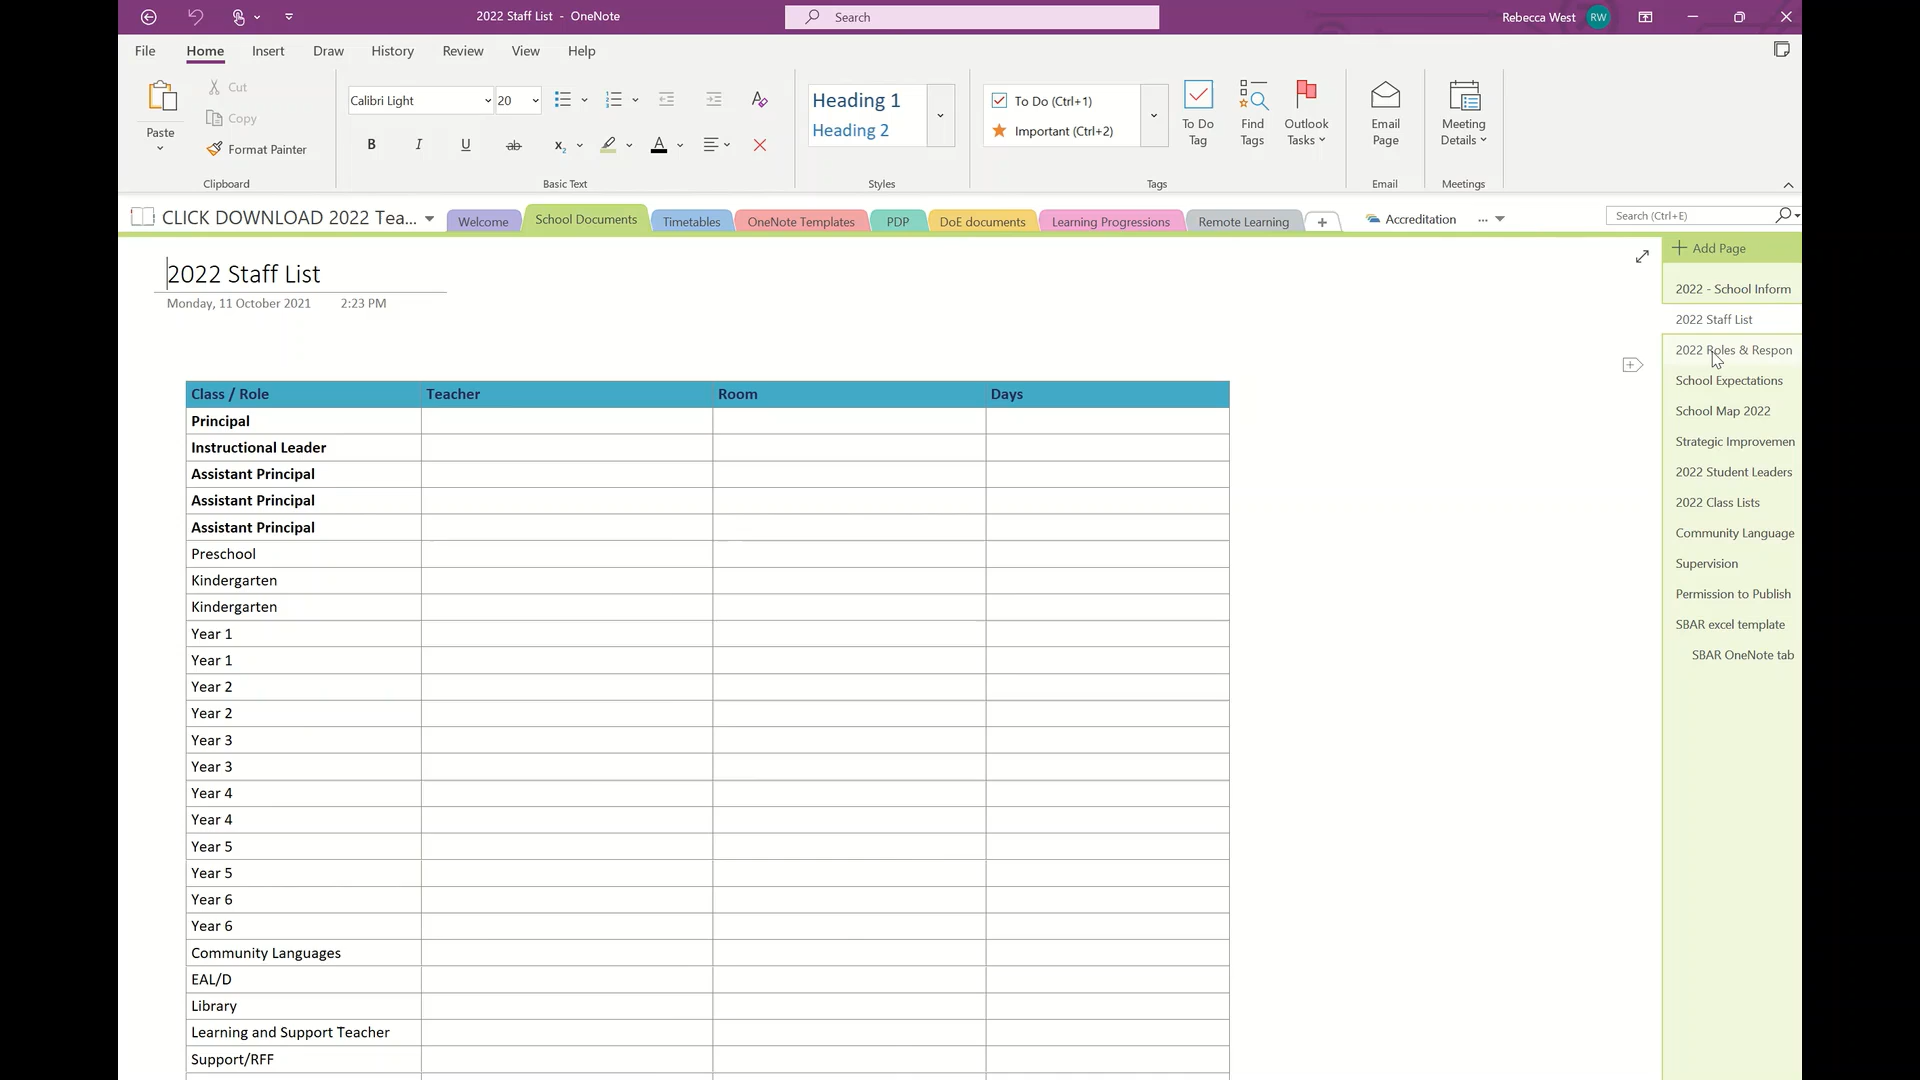 2022 Staff List - OneNote
Search
Rebecca West RW
File Home Insert Draw History Review View Help
Paste
Cut
Copy
Format Painter
Clipboard
Calibri Light 20
B I U ab x₂ A
Basic Text
Heading 1
Heading 2
Styles
To Do (Ctrl+1)
Important (Ctrl+2)
To Do Tag
Find Tags
Outlook Tasks
Tags
Email Page
Email
Meeting Details
Meetings
CLICK DOWNLOAD 2022 Tea...
Welcome School Documents Timetables OneNote Templates PDP DoE documents Learning Progressions Remote Learning + Accreditation ...
Search (Ctrl+E)
2022 Staff List
Monday, 11 October 2021 2:23 PM
Class / Role Teacher Room Days
Principal
Instructional Leader
Assistant Principal
Assistant Principal
Assistant Principal
Preschool
Kindergarten
Kindergarten
Year 1
Year 1
Year 2
Year 2
Year 3
Year 3
Year 4
Year 4
Year 5
Year 5
Year 6
Year 6
Community Languages
EAL/D
Library
Learning and Support Teacher
Support/RFF
Add Page
2022 - School Inform
2022 Staff List
2022 Roles & Respon
School Expectations
School Map 2022
Strategic Improvemen
2022 Student Leaders
2022 Class Lists
Community Language
Supervision
Permission to Publish
SBAR excel template
SBAR OneNote tab